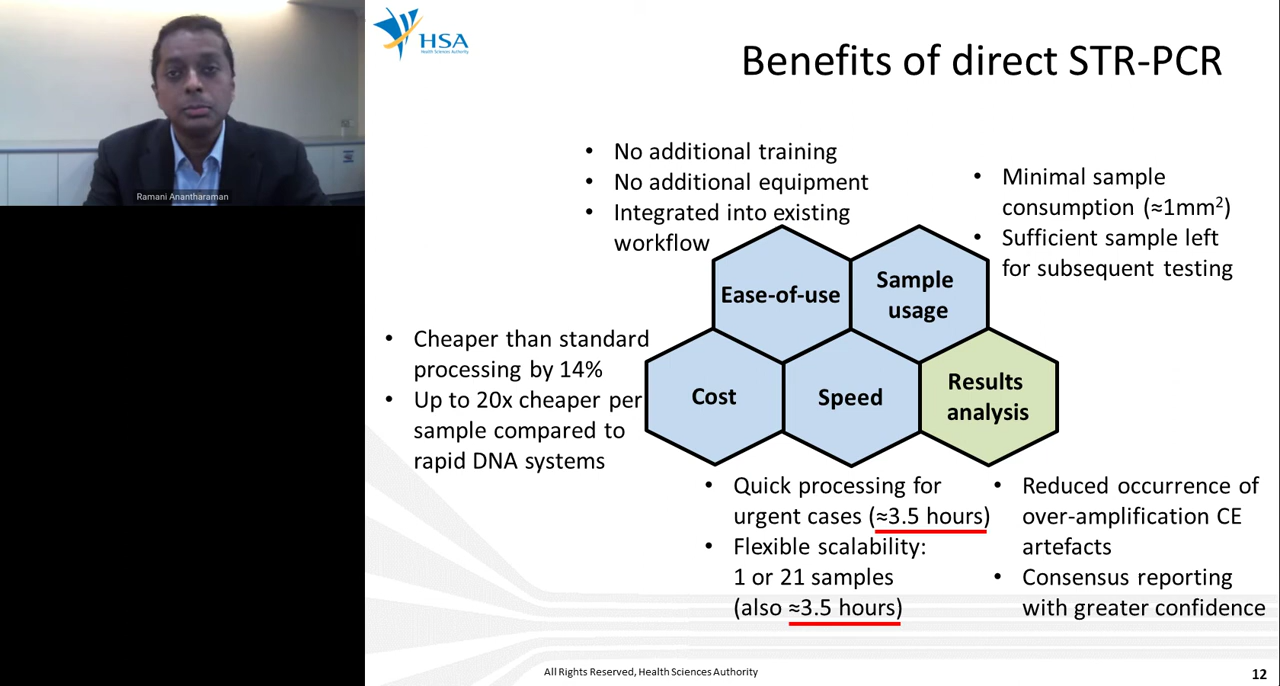 Ramani Anantharaman
HSA
Health Sciences Authority
Benefits of direct STR-PCR
• No additional training
• No additional equipment
• Integrated into existing
workflow
• Minimal sample
consumption (≈1mm²)
• Sufficient sample left
for subsequent testing
Ease-of-use
Sample
usage
• Cheaper than standard
processing by 14%
• Up to 20x cheaper per
sample compared to
rapid DNA systems
Cost
Speed
Results
analysis
• Quick processing for
urgent cases (≈3.5 hours)
• Flexible scalability:
1 or 21 samples
(also ≈3.5 hours)
• Reduced occurrence of
over-amplification CE
artefacts
• Consensus reporting
with greater confidence
All Rights Reserved, Health Sciences Authority
12